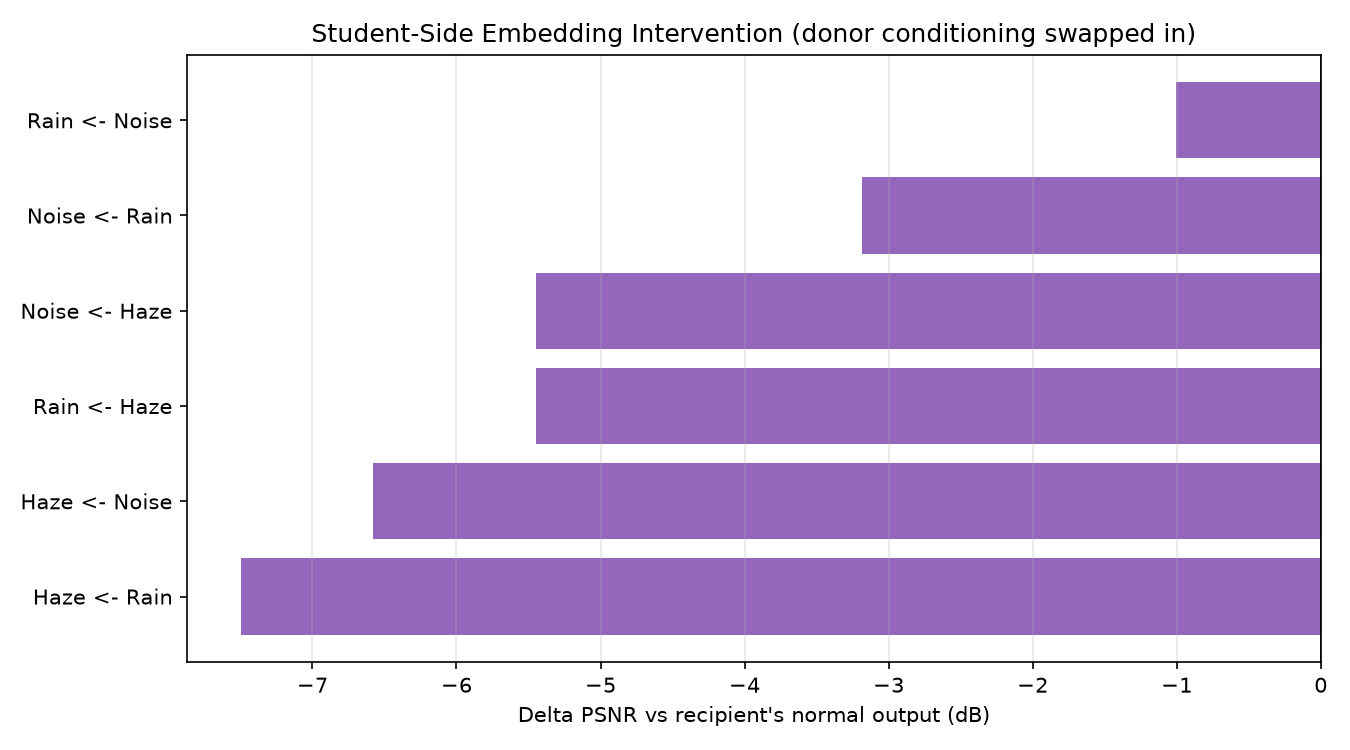 Student-Side Embedding Intervention (donor conditioning swapped in)
Rain <- Noise
Noise <- Rain
Noise <- Haze
Rain <- Haze
Haze <- Noise
Haze <- Rain
−7 −6 −5 −4 −3 −2 −1 0
Delta PSNR vs recipient's normal output (dB)